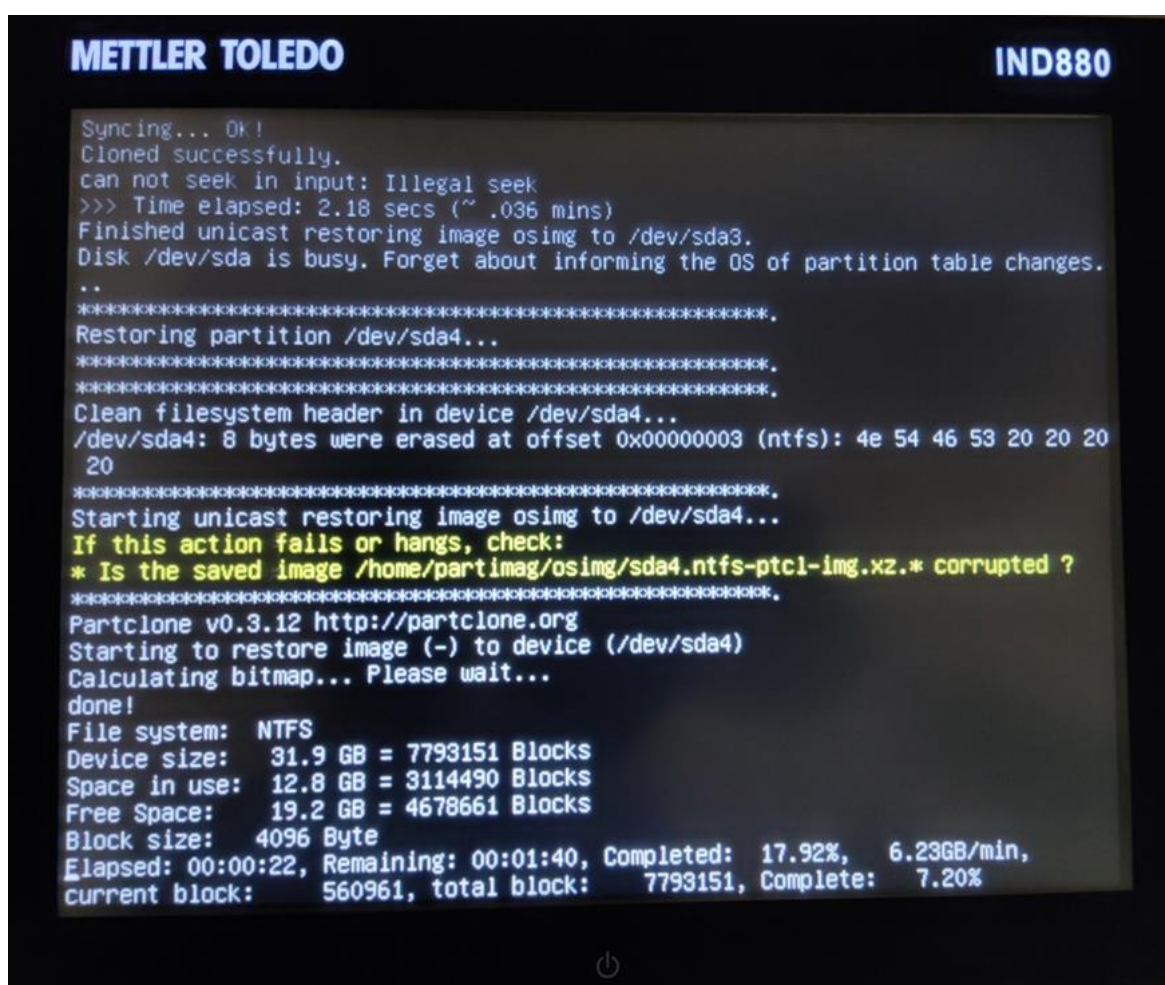 METTLER TOLEDO
IND880
Syncing... Ok!
Cloned successfully.
can not seek in input: Illegal seek
>>> Time elapsed: 2.18 secs (~ .036 mins)
Finished unicast restoring image osimg to /dev/sda3.
Disk /dev/sda is busy. Forget about informing the OS of partition table changes.
..
*************************************************************.
Restoring partition /dev/sda4...
*************************************************************.
*************************************************************.
Clean filesystem header in device /dev/sda4...
/dev/sda4: 8 bytes were erased at offset 0x00000003 (ntfs): 4e 54 46 53 20 20 20
20
*************************************************************.
Starting unicast restoring image osimg to /dev/sda4...
If this action fails or hangs, check:
* Is the saved image /home/partimag/osimg/sda4.ntfs-ptcl-img.xz.* corrupted ?
*************************************************************.
Partclone v0.3.12 http://partclone.org
Starting to restore image (-) to device (/dev/sda4)
Calculating bitmap... Please wait...
done!
File system: NTFS
Device size: 31.9 GB = 7793151 Blocks
Space in use: 12.8 GB = 3114490 Blocks
Free Space: 19.2 GB = 4678661 Blocks
Block size: 4096 Byte
Elapsed: 00:00:22, Remaining: 00:01:40, Completed: 17.92%, 6.23GB/min,
current block: 560961, total block: 7793151, Complete: 7.20%